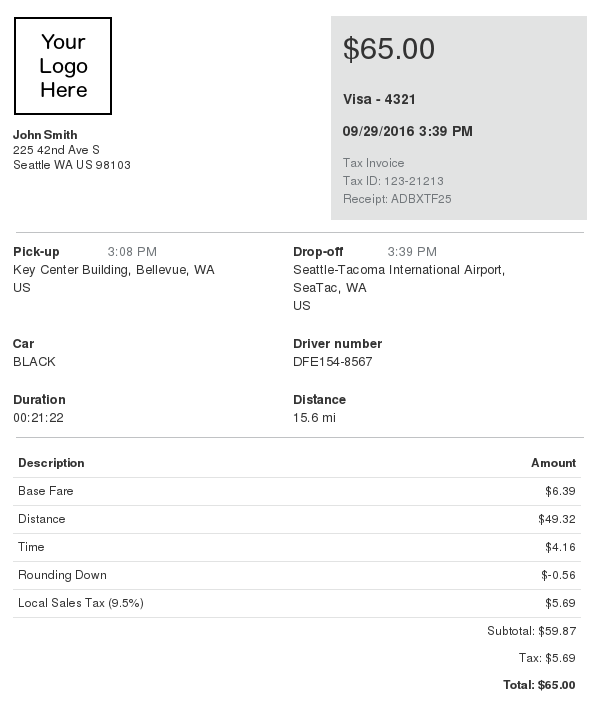 Your
Logo
Here
John Smith
225 42nd Ave S
Seattle WA US 98103
$65.00
Visa - 4321
09/29/2016 3:39 PM
Tax Invoice
Tax ID: 123-21213
Receipt: ADBXTF25
Pick-up 3:08 PM
Key Center Building, Bellevue, WA
US
Drop-off 3:39 PM
Seattle-Tacoma International Airport,
SeaTac, WA
US
Car
BLACK
Driver number
DFE154-8567
Duration
00:21:22
Distance
15.6 mi
Description Amount
Base Fare $6.39
Distance $49.32
Time $4.16
Rounding Down $-0.56
Local Sales Tax (9.5%) $5.69
Subtotal: $59.87
Tax: $5.69
Total: $65.00